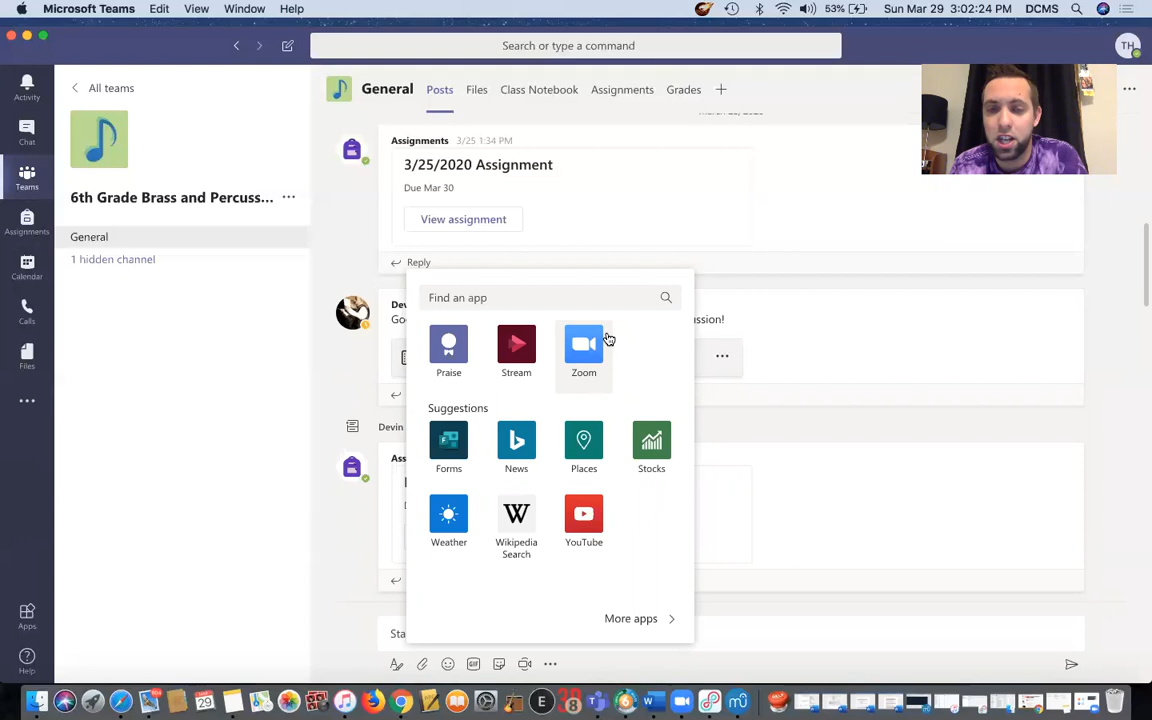 Microsoft Teams Edit View Window Help 53% Sun Mar 29 3:02:24 PM DCMS
Search or type a command
TH
Activity
Chat
Teams
Assignments
Calendar
Calls
Files
Apps
Help
All teams
6th Grade Brass and Percuss...
General
1 hidden channel
General Posts Files Class Notebook Assignments Grades
Assignments 3/25 1:34 PM
3/25/2020 Assignment
Due Mar 30
View assignment
Reply
Find an app
Praise Stream Zoom
Suggestions
Forms News Places Stocks
Weather Wikipedia Search YouTube
More apps
Devin
GIF